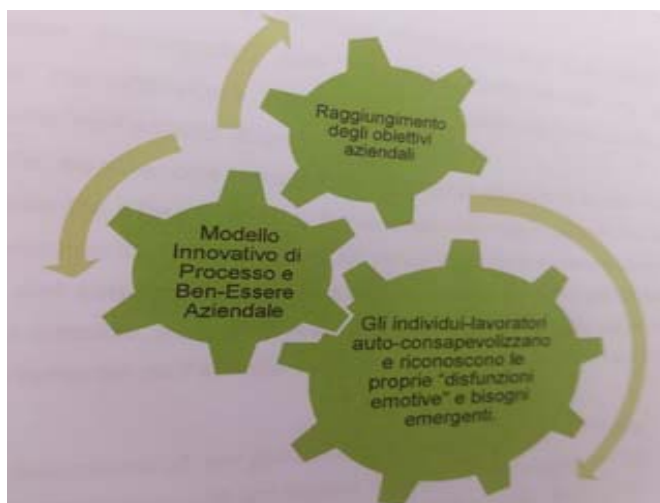 Raggiungimento
degli obiettivi
aziendali
Modello
Innovativo di
Processo e
Ben-Essere
Aziendale
Gli individui-lavoratori
auto-consapevolizzano
e riconoscono le
proprie "disfunzioni
emotive" e bisogni
emergenti.